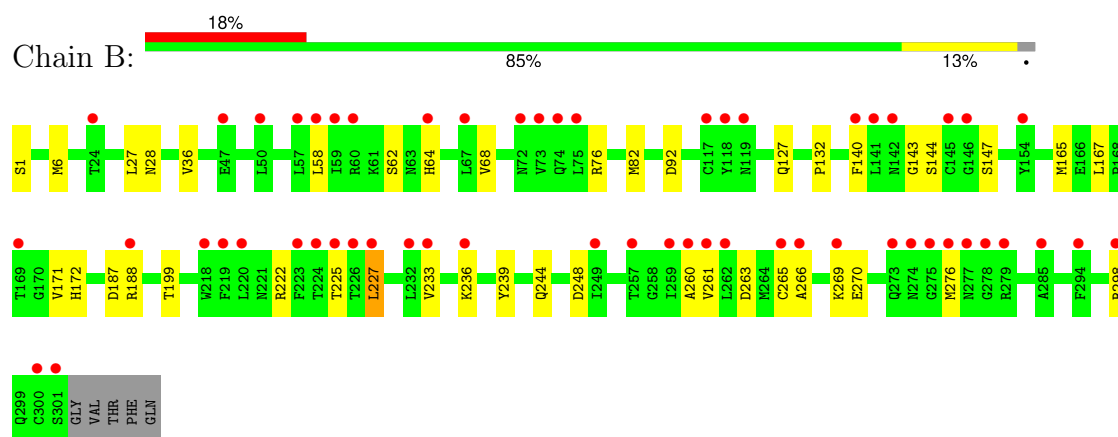 18%
Chain B:
85% 13% •
S1 M6 T24 L27 N28 V36 E47 L50 L57 L58 I59 R60 K61 S62 N63 H64 L67 V68 N72 V73 Q74 L75 R76 M82 D92 C117 Y118 N119 Q127 P132 F140 L141 N142 G143 S144 C145 G146 S147 Y154 M165 E166 L167 P168
T169 G170 V171 H172 D187 R188 T199 W218 F219 L220 N221 R222 F223 T224 T225 T226 L227 L232 V233 K236 Y239 Q244 D248 I249 T257 G258 I259 A260 V261 L262 D263 M264 C265 A266 K269 E270 Q273 N274 G275 M276 N277 G278 R279 A285 F294 R298
Q299 C300 S301 GLY VAL THR PHE GLN